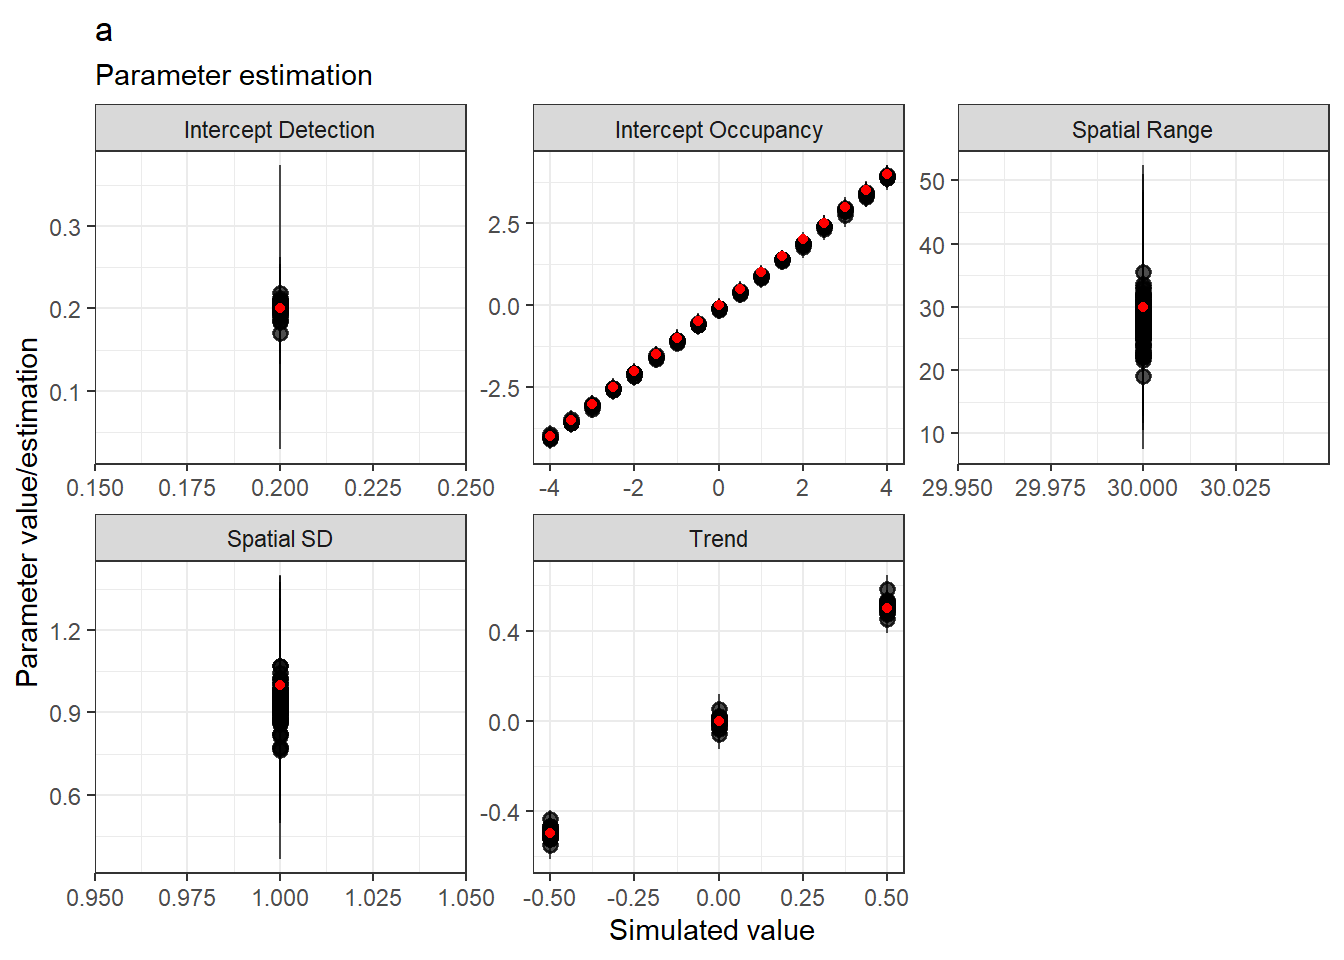 a
Parameter estimation
Intercept Detection
Intercept Occupancy
Spatial Range
0.3
0.2
0.1
2.5
0.0
-2.5
50
40
30
20
10
0.150 0.175 0.200 0.225 0.250
-4 -2 0 2 4
29.950 29.975 30.000 30.025
Parameter value/estimation
Spatial SD
Trend
1.2
0.9
0.6
0.4
0.0
-0.4
0.950 0.975 1.000 1.025 1.050
-0.50 -0.25 0.00 0.25 0.50
Simulated value